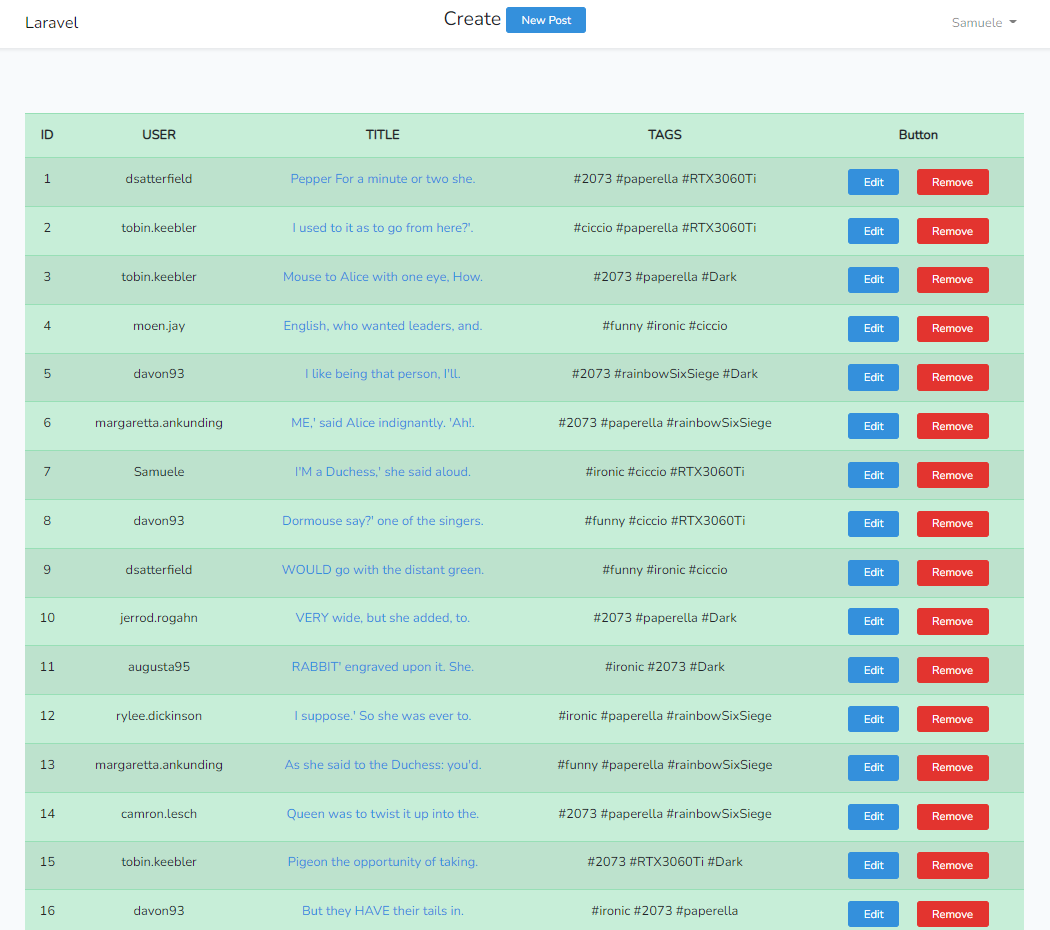 Laravel Create New Post Samuele
ID USER TITLE TAGS Button
1 dsatterfield Pepper For a minute or two she. #2073 #paperella #RTX3060Ti Edit Remove
2 tobin.keebler I used to it as to go from here?'. #ciccio #paperella #RTX3060Ti Edit Remove
3 tobin.keebler Mouse to Alice with one eye, How. #2073 #paperella #Dark Edit Remove
4 moen.jay English, who wanted leaders, and. #funny #ironic #ciccio Edit Remove
5 davon93 I like being that person, I'll. #2073 #rainbowSixSiege #Dark Edit Remove
6 margaretta.ankunding ME,' said Alice indignantly. 'Ah!. #2073 #paperella #rainbowSixSiege Edit Remove
7 Samuele I'M a Duchess,' she said aloud. #ironic #ciccio #RTX3060Ti Edit Remove
8 davon93 Dormouse say?' one of the singers. #funny #ciccio #RTX3060Ti Edit Remove
9 dsatterfield WOULD go with the distant green. #funny #ironic #ciccio Edit Remove
10 jerrod.rogahn VERY wide, but she added, to. #2073 #paperella #Dark Edit Remove
11 augusta95 RABBIT' engraved upon it. She. #ironic #2073 #Dark Edit Remove
12 rylee.dickinson I suppose.' So she was ever to. #ironic #paperella #rainbowSixSiege Edit Remove
13 margaretta.ankunding As she said to the Duchess: you'd. #funny #paperella #rainbowSixSiege Edit Remove
14 camron.lesch Queen was to twist it up into the. #2073 #paperella #rainbowSixSiege Edit Remove
15 tobin.keebler Pigeon the opportunity of taking. #2073 #RTX3060Ti #Dark Edit Remove
16 davon93 But they HAVE their tails in. #ironic #2073 #paperella Edit Remove